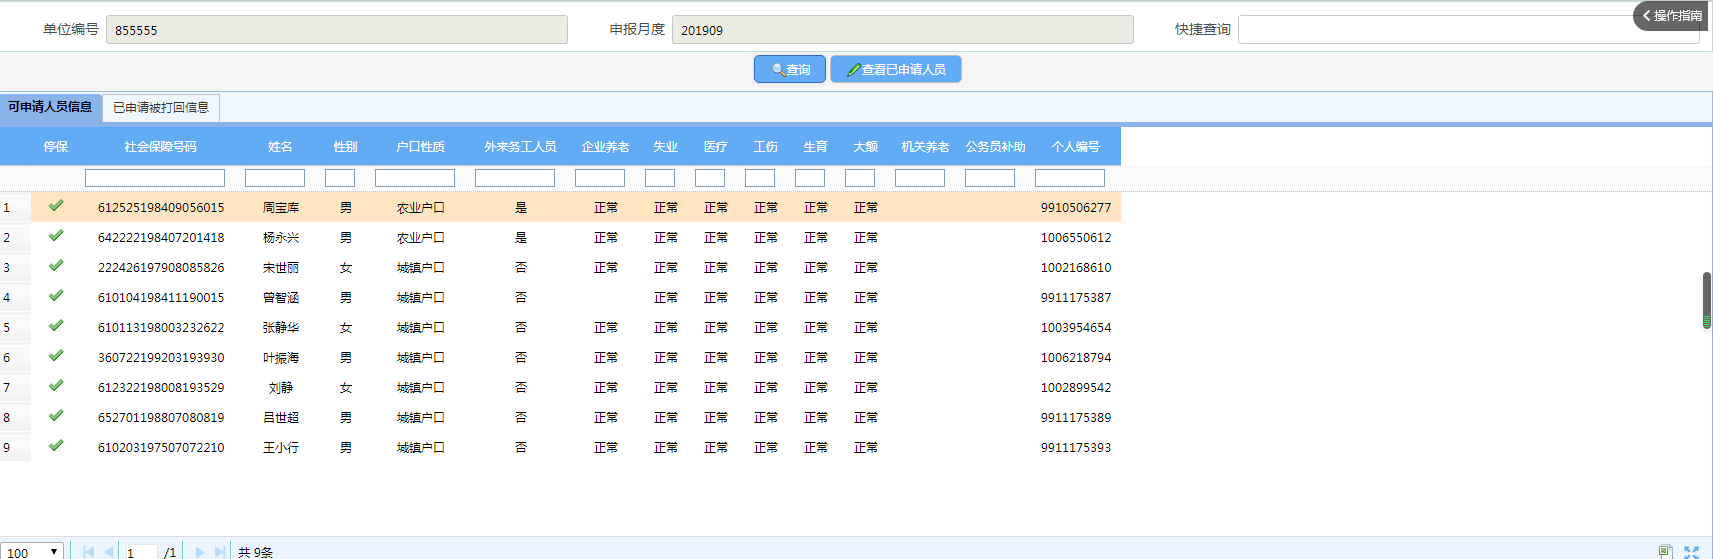 操作指南
单位编号 855555 申报月度 201909 快捷查询
查询 查看已申请人员
可申请人员信息 已申请被打回信息
停保 社会保障号码 姓名 性别 户口性质 外来务工人员 企业养老 失业 医疗 工伤 生育 大额 机关养老 公务员补助 个人编号
1 612525198409056015 周宝库 男 农业户口 是 正常 正常 正常 正常 正常 正常 9910506277
2 642222198407201418 杨永兴 男 农业户口 是 正常 正常 正常 正常 正常 正常 1006550612
3 222426197908085826 宋世丽 女 城镇户口 否 正常 正常 正常 正常 正常 正常 1002168610
4 610104198411190015 曾智涵 男 城镇户口 否 正常 正常 正常 正常 正常 9911175387
5 610113198003232622 张静华 女 城镇户口 否 正常 正常 正常 正常 正常 正常 1003954654
6 360722199203193930 叶振海 男 城镇户口 否 正常 正常 正常 正常 正常 正常 1006218794
7 612322198008193529 刘静 女 城镇户口 否 正常 正常 正常 正常 正常 正常 1002899542
8 652701198807080819 吕世超 男 城镇户口 否 正常 正常 正常 正常 正常 正常 9911175389
9 610203197507072210 王小行 男 城镇户口 否 正常 正常 正常 正常 正常 正常 9911175393
100 1 /1 共 9条